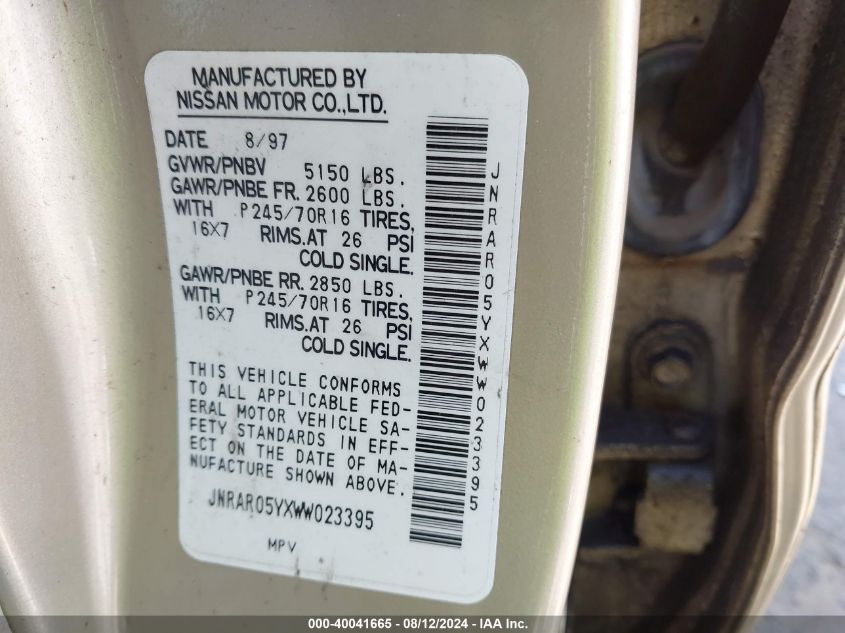 MANUFACTURED BY
NISSAN MOTOR CO.,LTD.
DATE 8/97
GVWR/PNBV 5150 LBS.
GAWR/PNBE FR. 2600 LBS.
WITH P245/70R16 TIRES,
16X7 RIMS.AT 26 PSI
COLD SINGLE.
GAWR/PNBE RR. 2850 LBS.
WITH P245/70R16 TIRES,
16X7 RIMS.AT 26 PSI
COLD SINGLE.
THIS VEHICLE CONFORMS
TO ALL APPLICABLE FED-
ERAL MOTOR VEHICLE SA-
FETY STANDARDS IN EFF-
ECT ON THE DATE OF MA-
NUFACTURE SHOWN ABOVE.
JNRAR05YXWW023395
MPV
JNRAR05YXWW023395
000-40041665 - 08/12/2024 - IAA Inc.